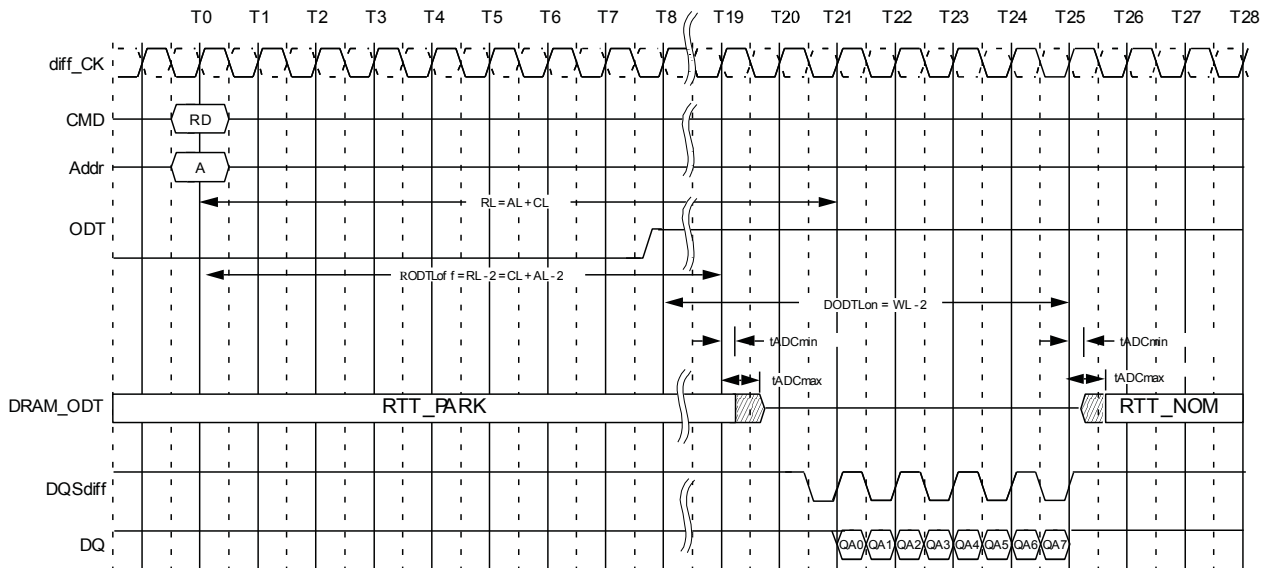 T0 T1 T2 T3 T4 T5 T6 T7 T8 T19 T20 T21 T22 T23 T24 T25 T26 T27 T28
diff_CK
CMD RD
Addr A
RL = AL + CL
ODT
RODTLoff = RL - 2 = CL + AL - 2
DODTLon = WL - 2
tADCmin tADCmin
tADCmax tADCmax
DRAM_ODT RTT_PARK RTT_NOM
DQSdiff
DQ QA0 QA1 QA2 QA3 QA4 QA5 QA6 QA7